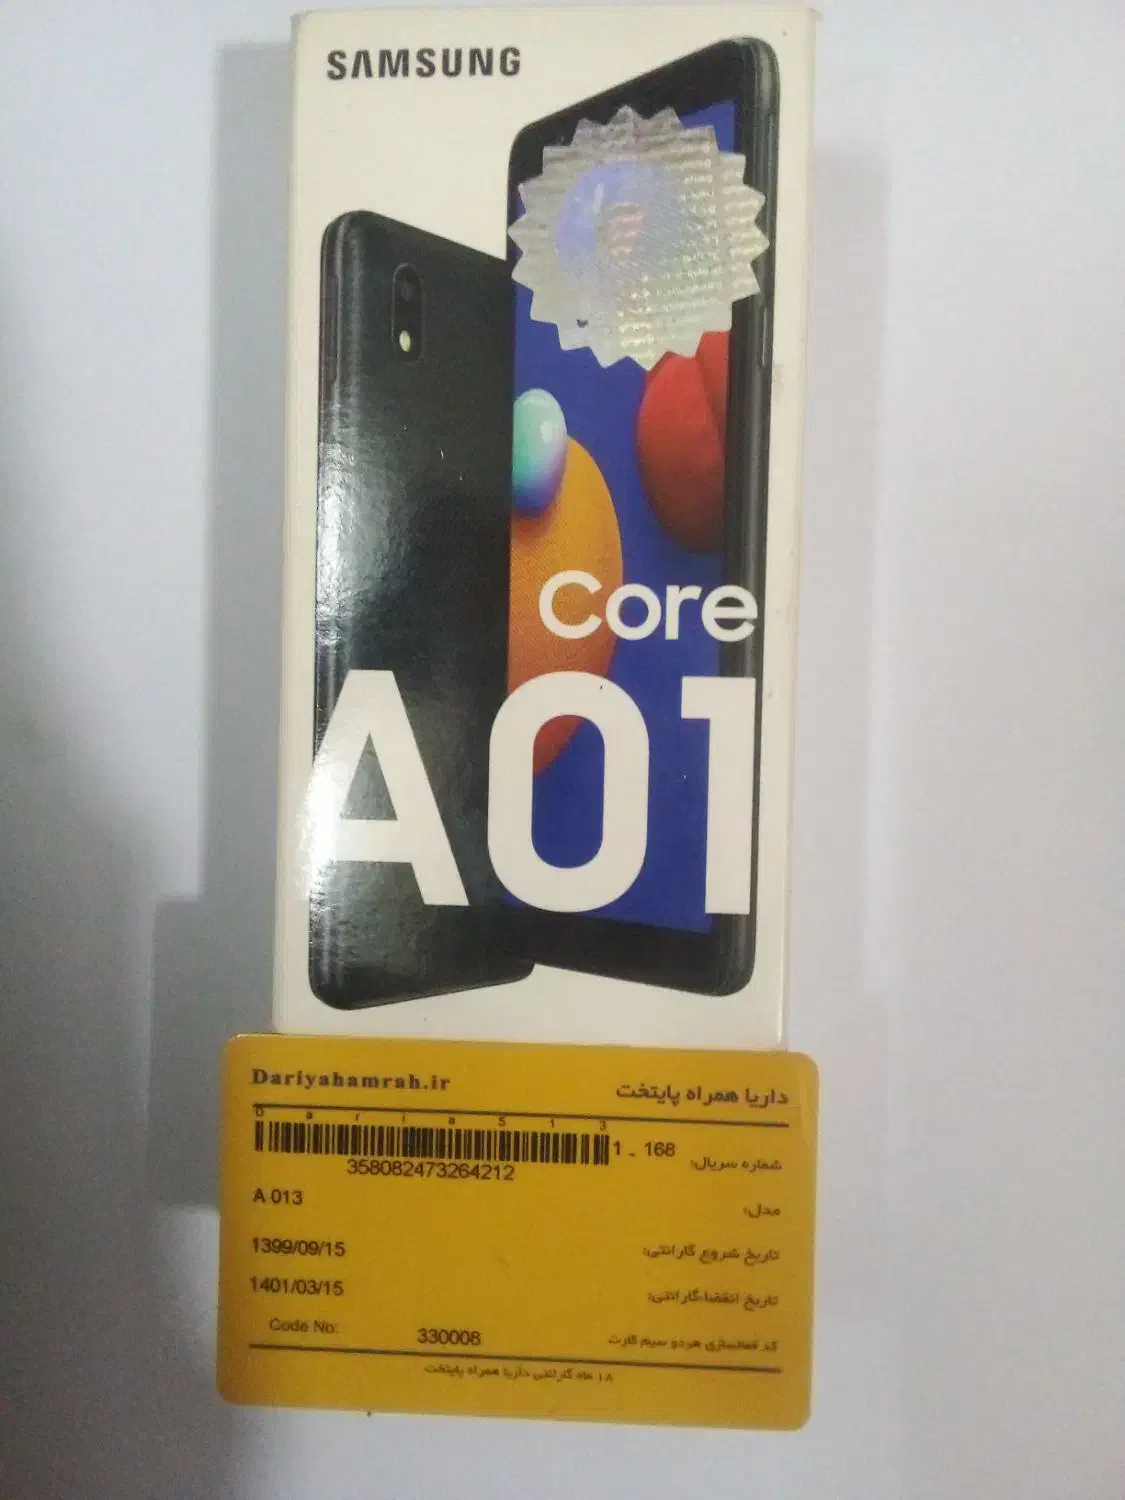 SAMSUNG
Core
A01
Dariyahamrah.ir
داریا همراه پایتخت
D a r i a 5 1 3
1 - 168
شماره سریال:
358082473264212
A 013
مدل:
1399/09/15
تاریخ شروع گارانتی:
1401/03/15
تاریخ انقضاء گارانتی:
Code No:
330008
کد فعالسازی هردو سیم کارت
۱۸ ماه گارانتی داریا همراه پایتخت